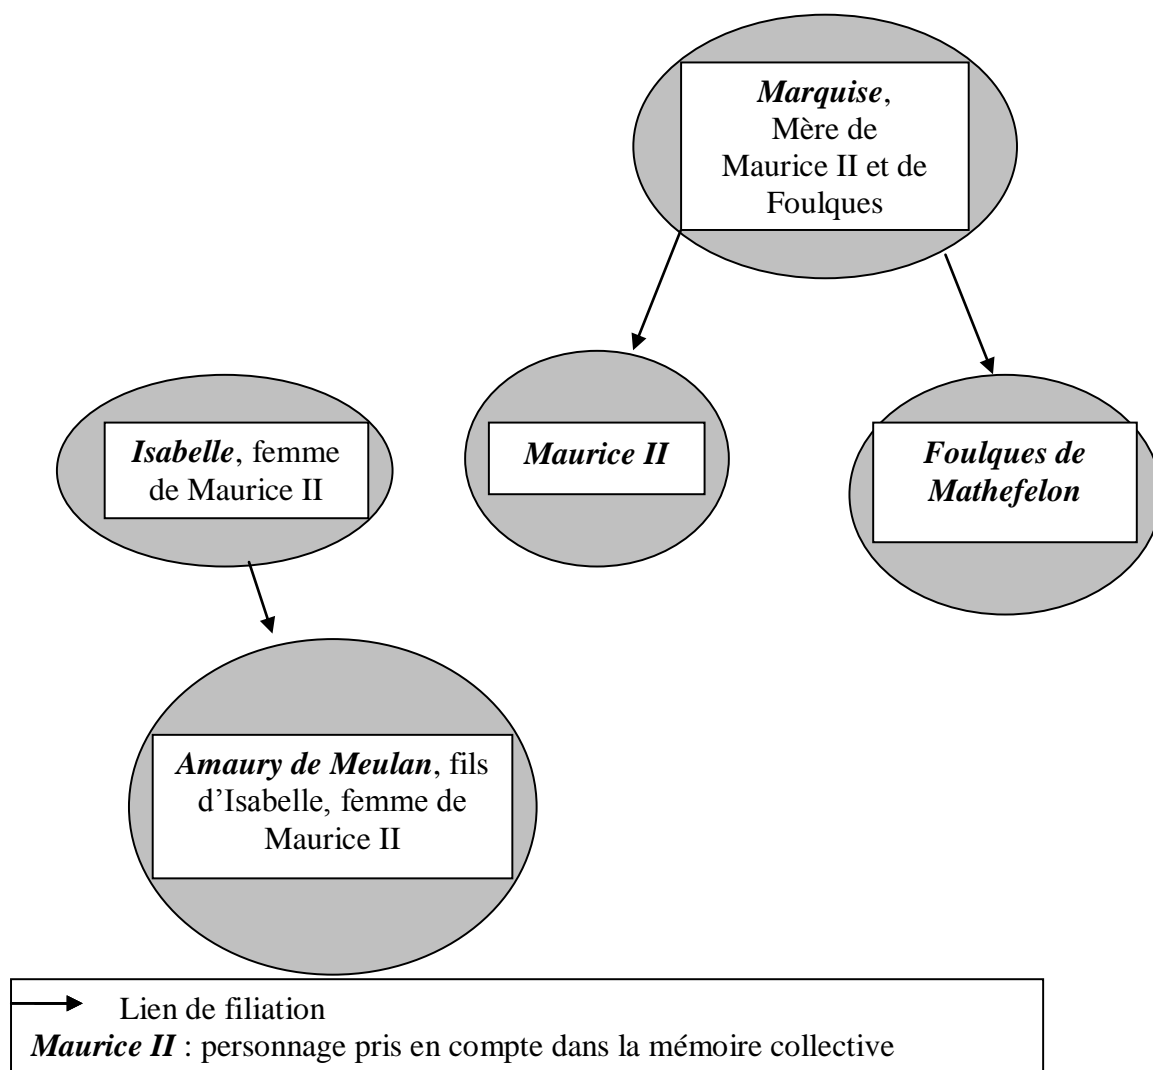 Marquise,
Mère de
Maurice II et de
Foulques
Isabelle, femme
de Maurice II
Maurice II
Foulques de
Mathefelon
Amaury de Meulan, fils
d’Isabelle, femme de
Maurice II
Lien de filiation
Maurice II : personnage pris en compte dans la mémoire collective